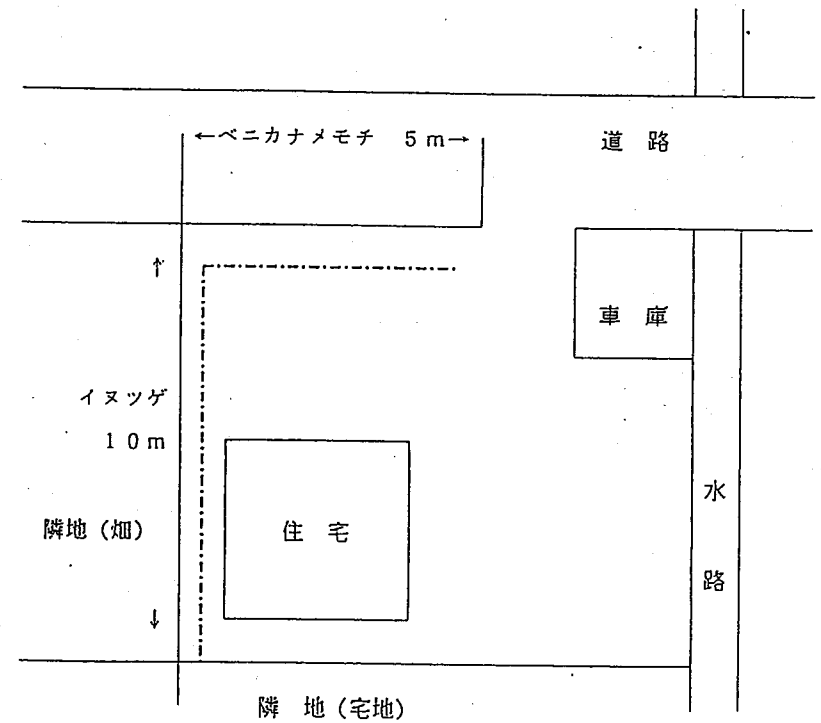 ←ベニカナメモチ　5m→
道　路
↑
車　庫
イヌツゲ
10m
水
路
隣地(畑)
住　宅
↓
隣　地(宅地)